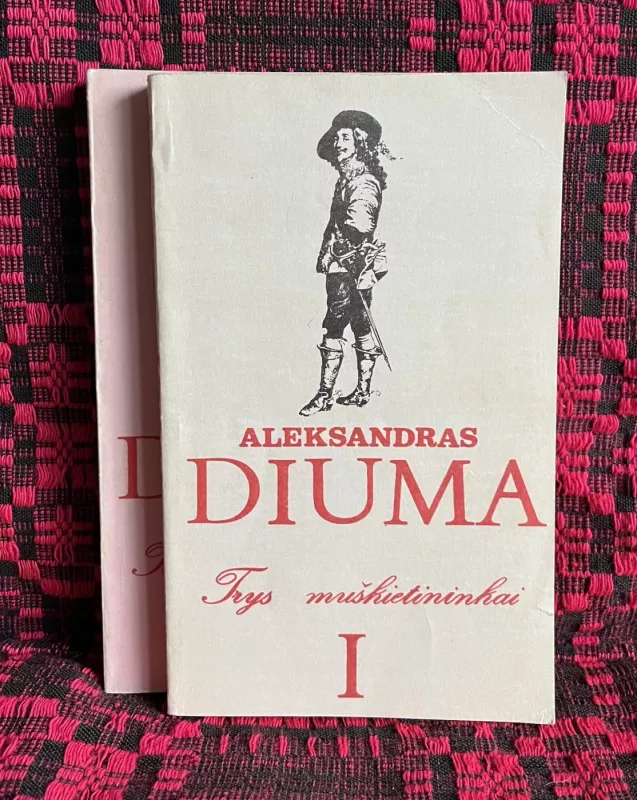 ALEKSANDRAS
DIUMA
Trys muškietininkai
I
D